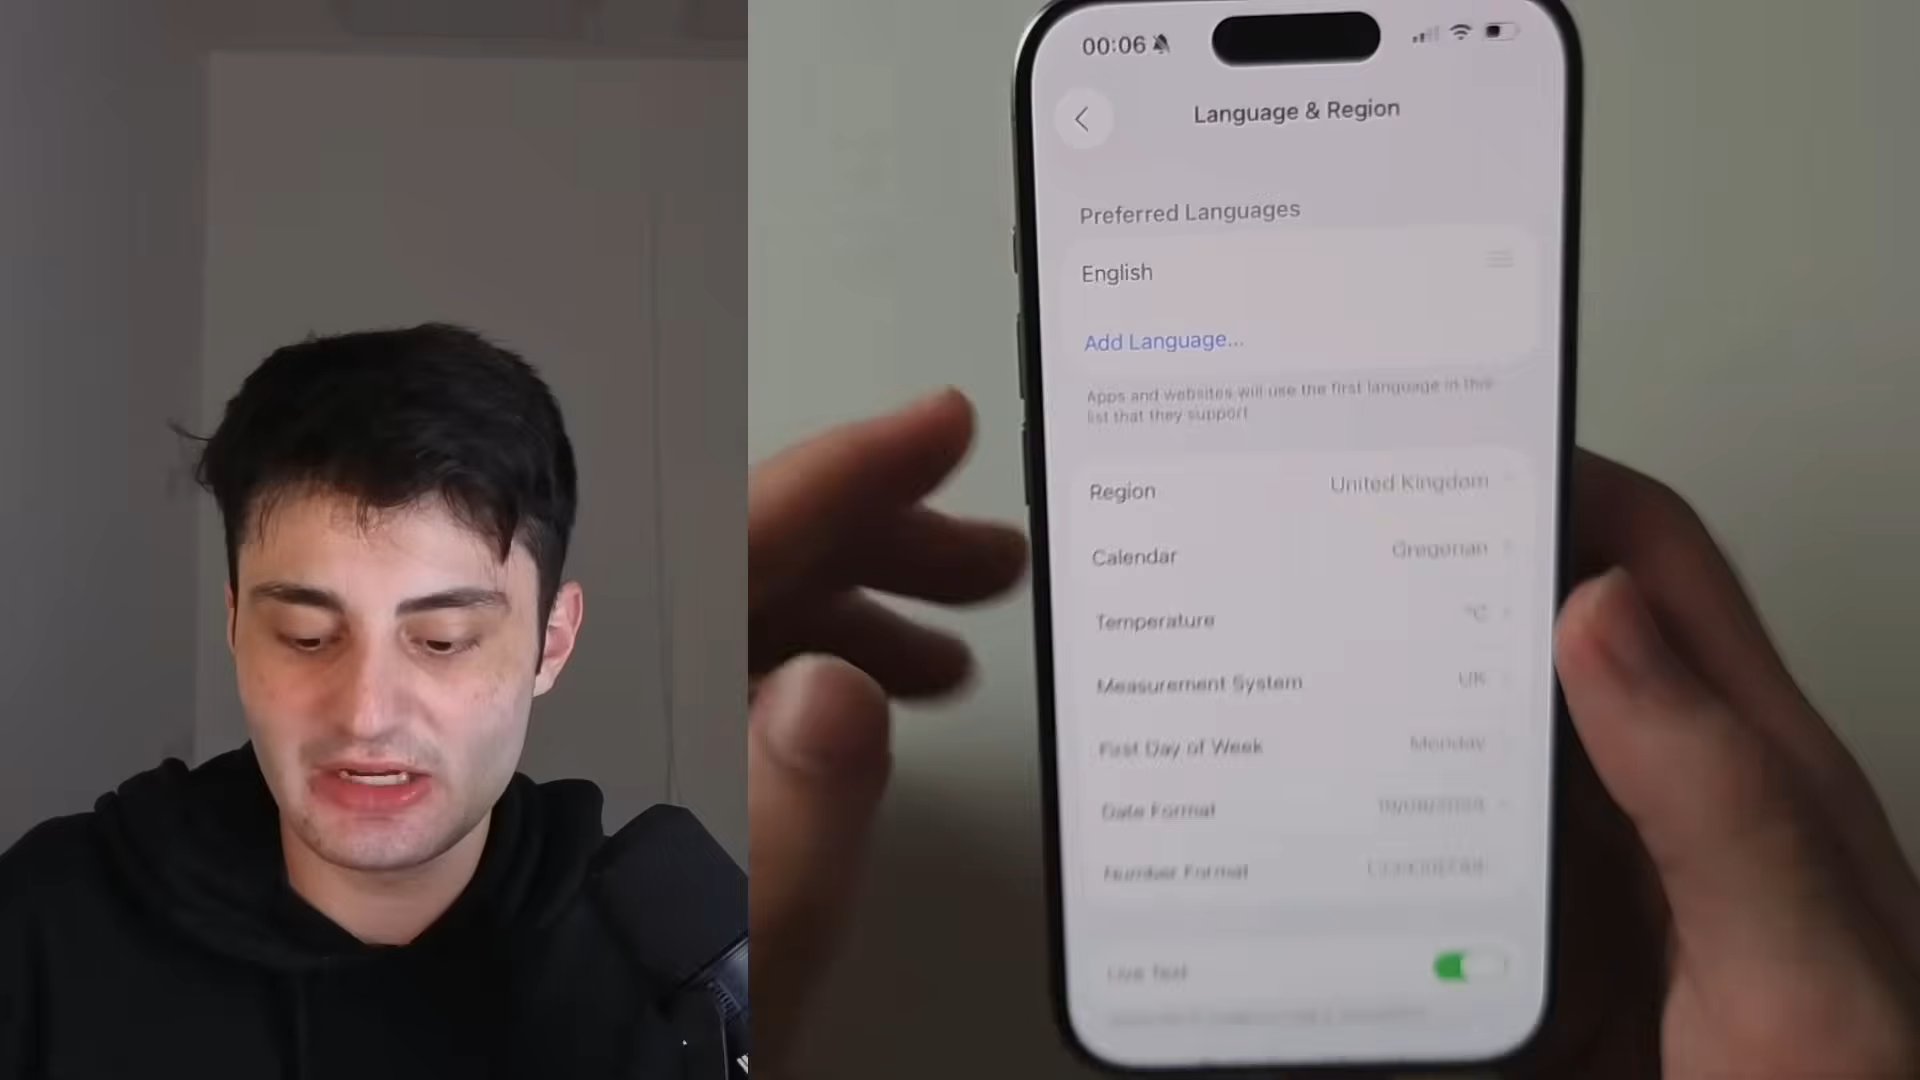 00:06
Language & Region
Preferred Languages
English
Add Language...
Apps and websites will use the first language in this
list that they support
Region United Kingdom
Calendar Gregorian
Temperature °C
Measurement System UK
First Day of Week Monday
Date Format
Number Format
Live Text